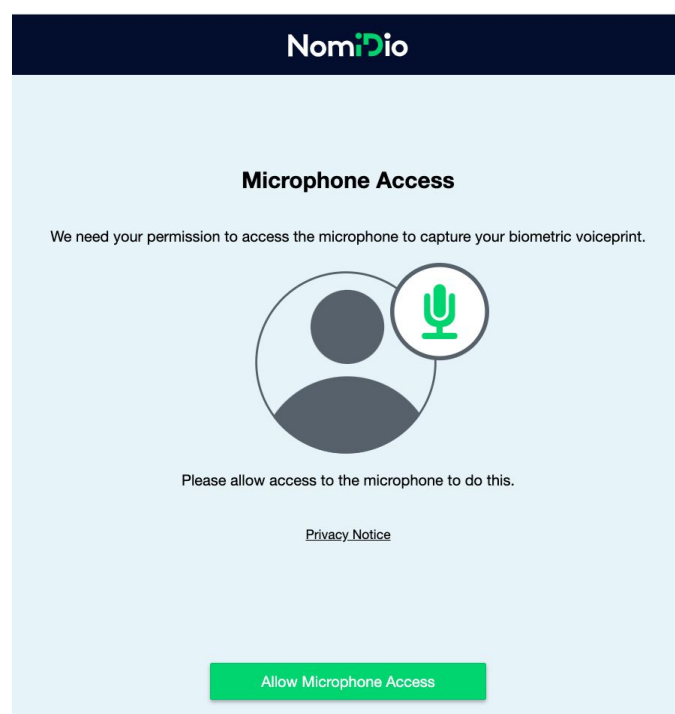 NomiDio
Microphone Access
We need your permission to access the microphone to capture your biometric voiceprint.
Please allow access to the microphone to do this.
Privacy Notice
Allow Microphone Access